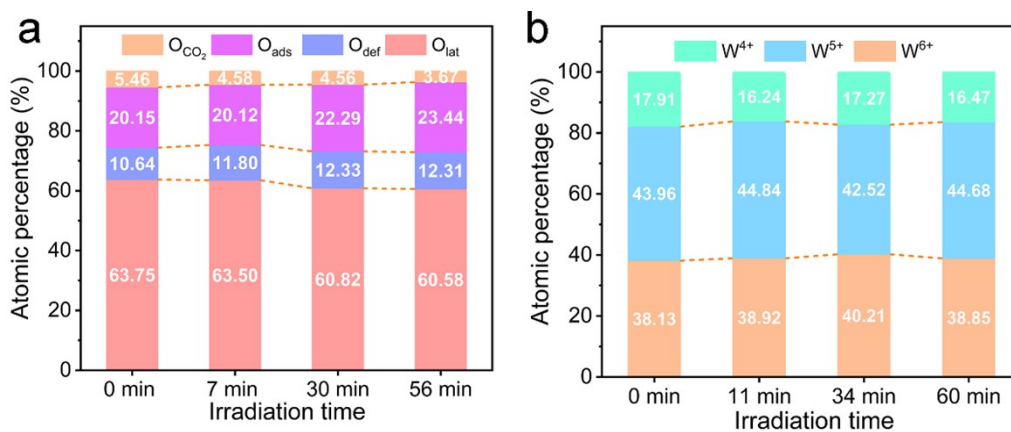 a
O_CO₂ O_ads O_def O_lat
Atomic percentage (%)
100
80
60
40
20
0
5.46 4.58 4.56 3.67
20.15 20.12 22.29 23.44
10.64 11.80 12.33 12.31
63.75 63.50 60.82 60.58
0 min 7 min 30 min 56 min
Irradiation time
b
W⁴⁺ W⁵⁺ W⁶⁺
Atomic percentage (%)
100
80
60
40
20
0
17.91 16.24 17.27 16.47
43.96 44.84 42.52 44.68
38.13 38.92 40.21 38.85
0 min 11 min 34 min 60 min
Irradiation time